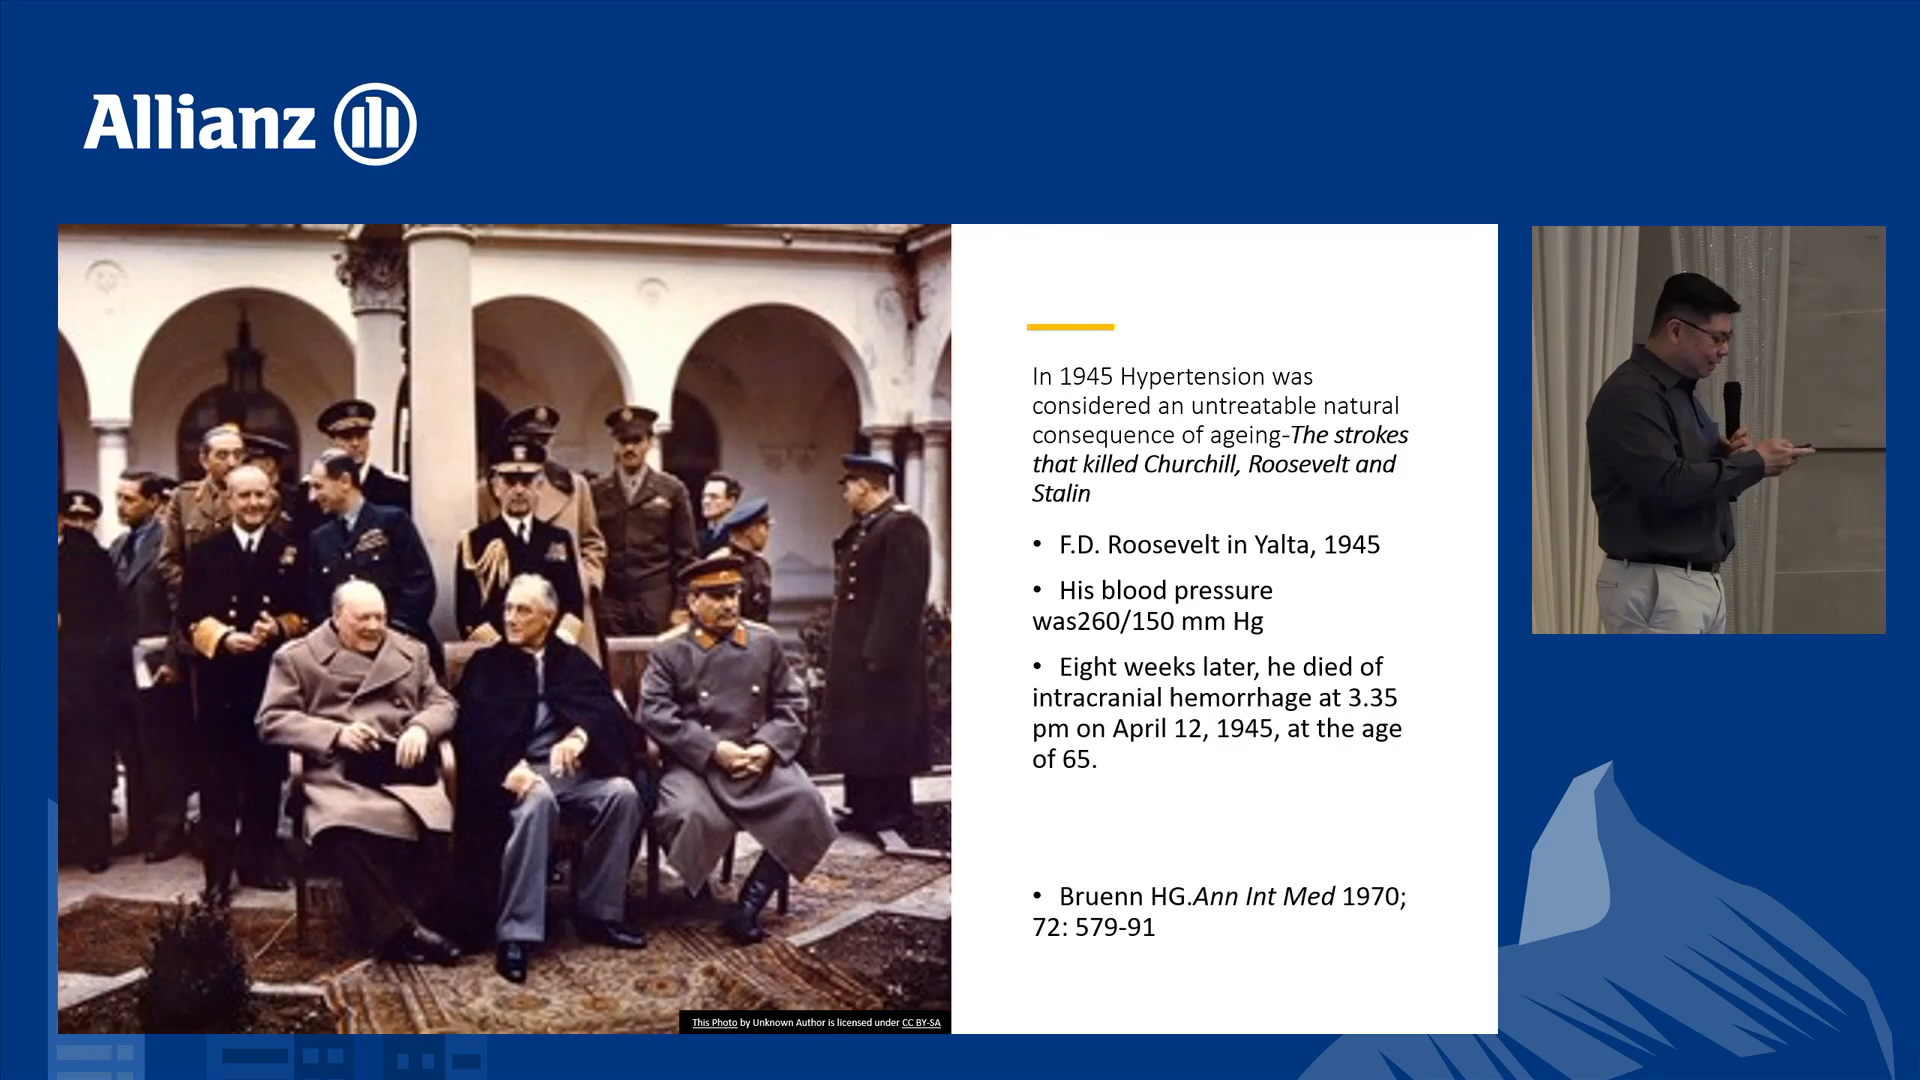 Allianz
In 1945 Hypertension was
considered an untreatable natural
consequence of ageing-The strokes
that killed Churchill, Roosevelt and
Stalin
• F.D. Roosevelt in Yalta, 1945
• His blood pressure
was260/150 mm Hg
• Eight weeks later, he died of
intracranial hemorrhage at 3.35
pm on April 12, 1945, at the age
of 65.
• Bruenn HG.Ann Int Med 1970;
72: 579-91
This Photo by Unknown Author is licensed under CC BY-SA